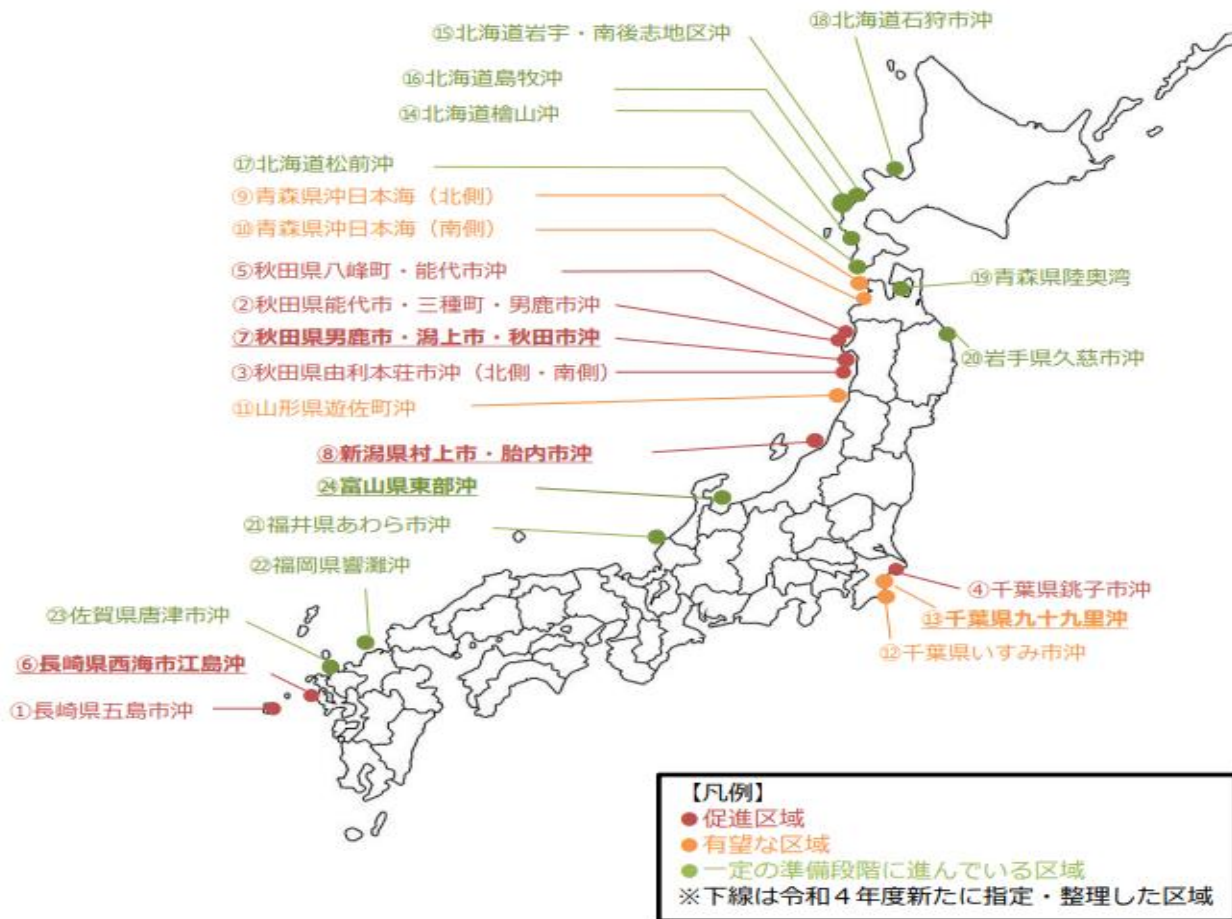 ⑱北海道石狩市沖
⑮北海道岩宇・南後志地区沖
⑯北海道島牧沖
⑭北海道檜山沖
⑰北海道松前沖
⑨青森県沖日本海（北側）
⑩青森県沖日本海（南側）
⑤秋田県八峰町・能代市沖
⑲青森県陸奥湾
②秋田県能代市・三種町・男鹿市沖
⑦秋田県男鹿市・潟上市・秋田市沖
⑳岩手県久慈市沖
③秋田県由利本荘市沖（北側・南側）
⑪山形県遊佐町沖
⑧新潟県村上市・胎内市沖
㉔富山県東部沖
㉑福井県あわら市沖
㉒福岡県響灘沖
④千葉県銚子市沖
㉓佐賀県唐津市沖
⑬千葉県九十九里沖
⑫千葉県いすみ市沖
⑥長崎県西海市江島沖
①長崎県五島市沖
【凡例】
●促進区域
●有望な区域
●一定の準備段階に進んでいる区域
※下線は令和４年度新たに指定・整理した区域